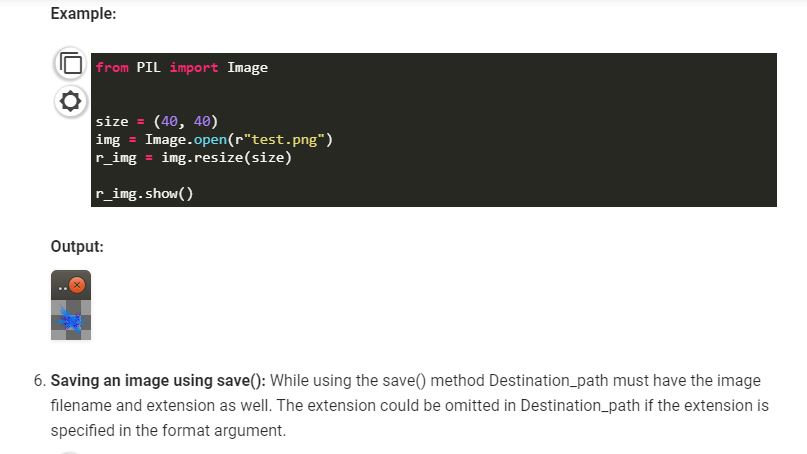 Example:
from PIL import Image
size = (40, 40)
img = Image.open(r"test.png")
r_img = img.resize(size)
r_img.show()
Output:
..
6. Saving an image using save(): While using the save() method Destination_path must have the image
filename and extension as well. The extension could be omitted in Destination_path if the extension is
specified in the format argument.